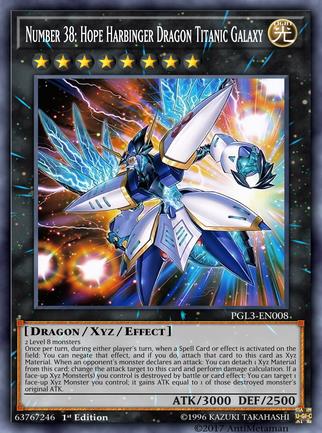 NUMBER 38: HOPE HARBINGER DRAGON TITANIC GALAXY
LIGHT
光
PGL3-EN008
[DRAGON / XYZ / EFFECT]
2 Level 8 monsters
Once per turn, during either player's turn, when a Spell Card or effect is activated on the
field: You can negate that effect, and if you do, attach that card to this card as Xyz
Material. When an opponent's monster declares an attack: You can detach 1 Xyz Material
from this card; change the attack target to this card and perform damage calculation. If a
face-up Xyz Monster(s) you control is destroyed by battle or card effect: You can target 1
face-up Xyz Monster you control; it gains ATK equal to 1 of those destroyed monster's
original ATK.
ATK/3000 DEF/2500
63767246 1st Edition ©1996 KAZUKI TAKAHASHI
©2017 AntiMetaman